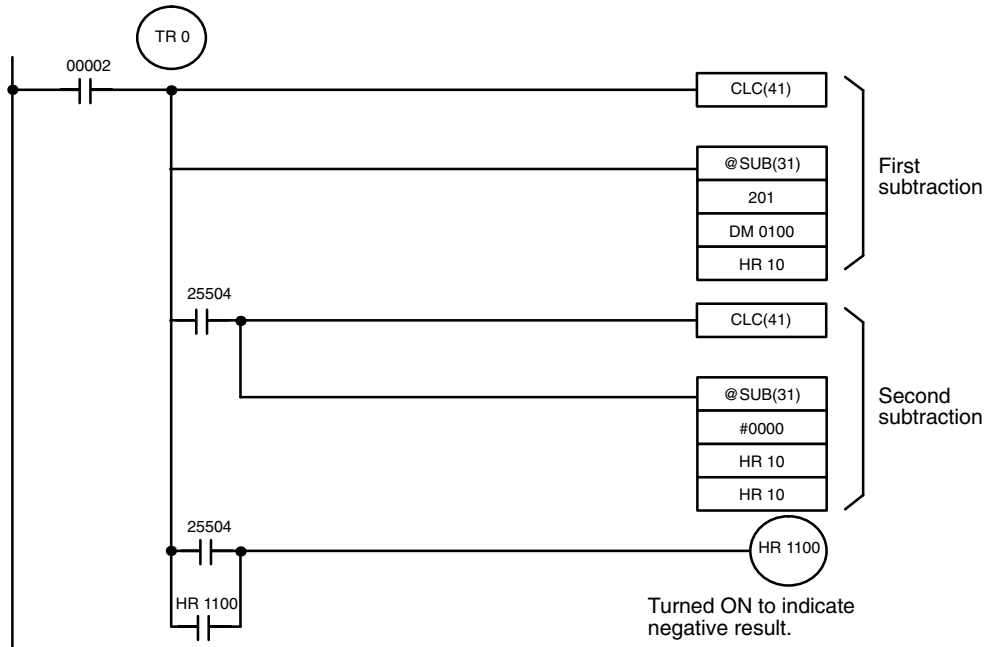 TR 0
00002
CLC(41)
@SUB(31)
201
DM 0100
HR 10
First
subtraction
25504
CLC(41)
@SUB(31)
#0000
HR 10
HR 10
Second
subtraction
25504
HR 1100
HR 1100
Turned ON to indicate
negative result.